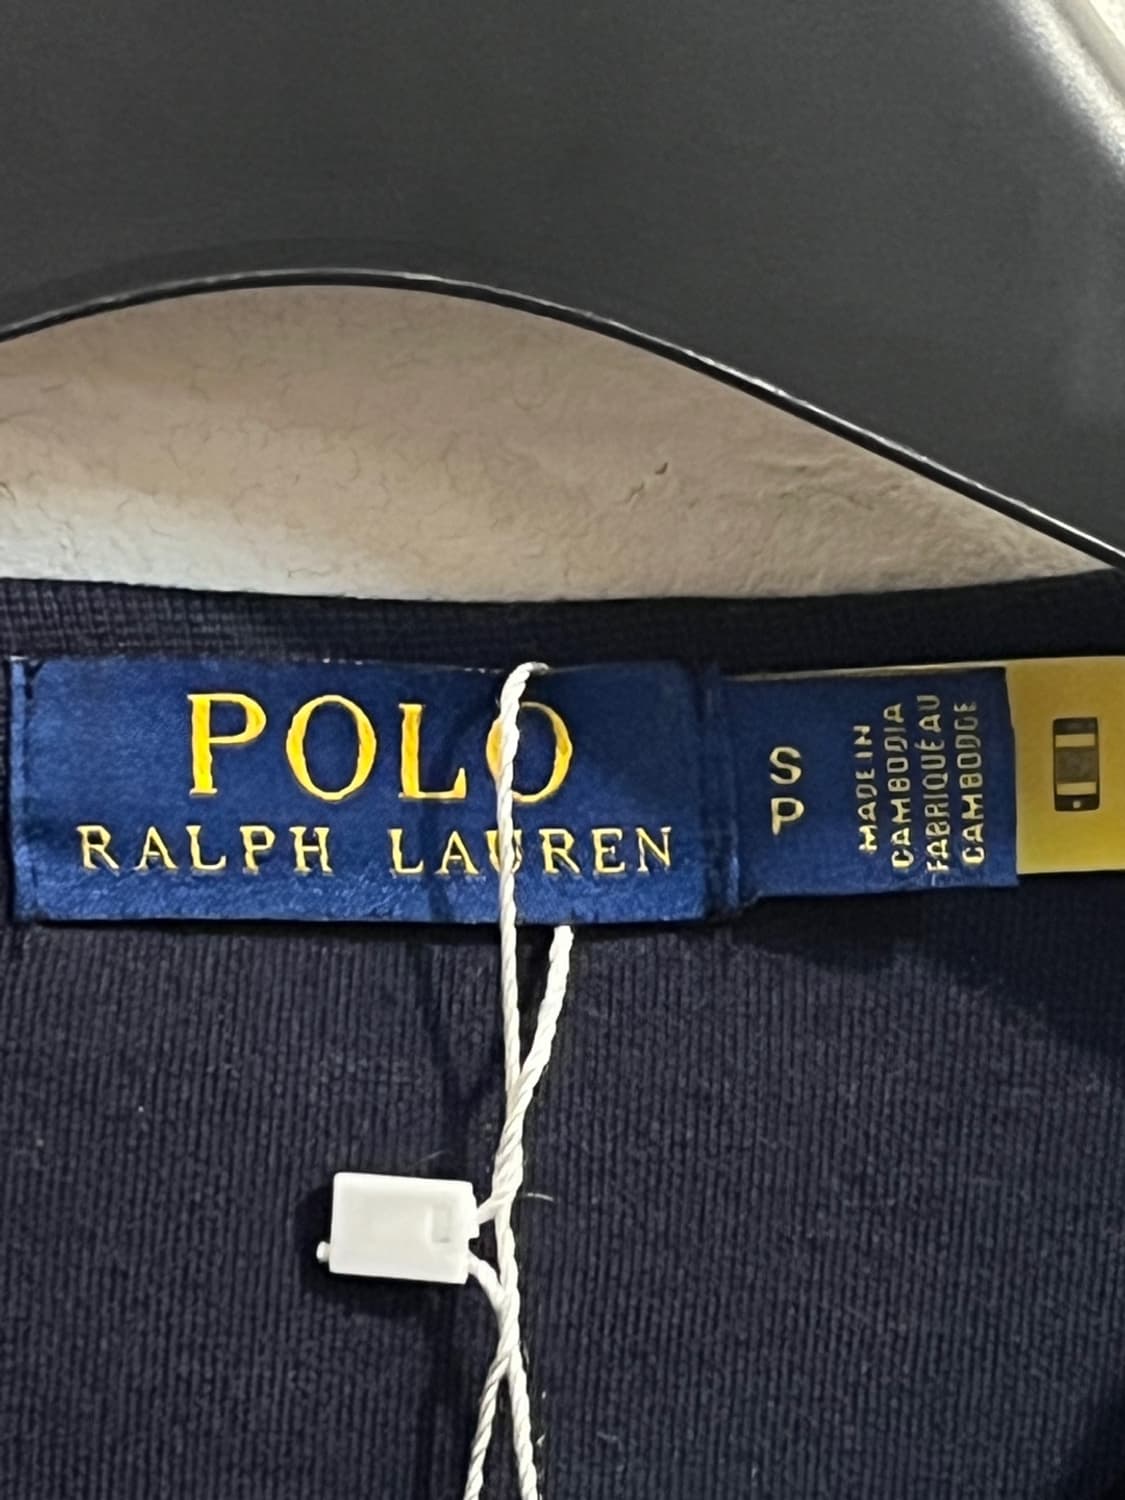 POLO
RALPH LAUREN
S
P
MADE IN
CAMBODIA
FABRIQUÉ AU
CAMBODGE